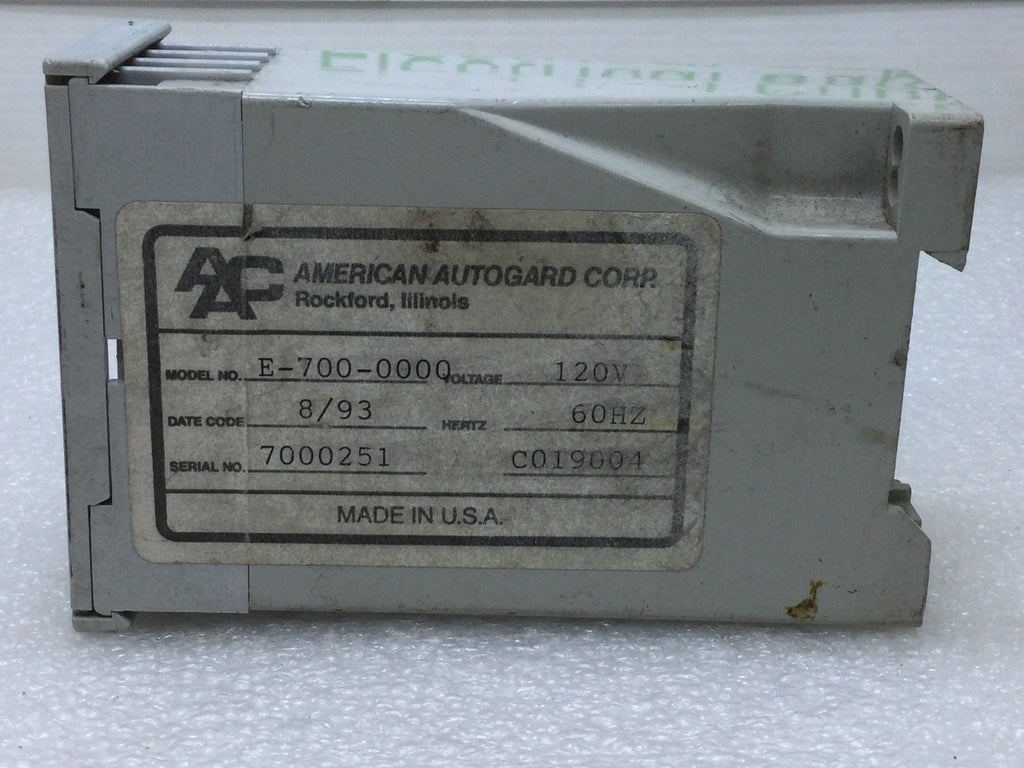 Electrical
AAC AMERICAN AUTOGARD CORP.
Rockford, Illinois
MODEL NO. E-700-0000 VOLTAGE 120V
DATE CODE 8/93 HERTZ 60HZ
SERIAL NO. 7000251 C019004
MADE IN U.S.A.